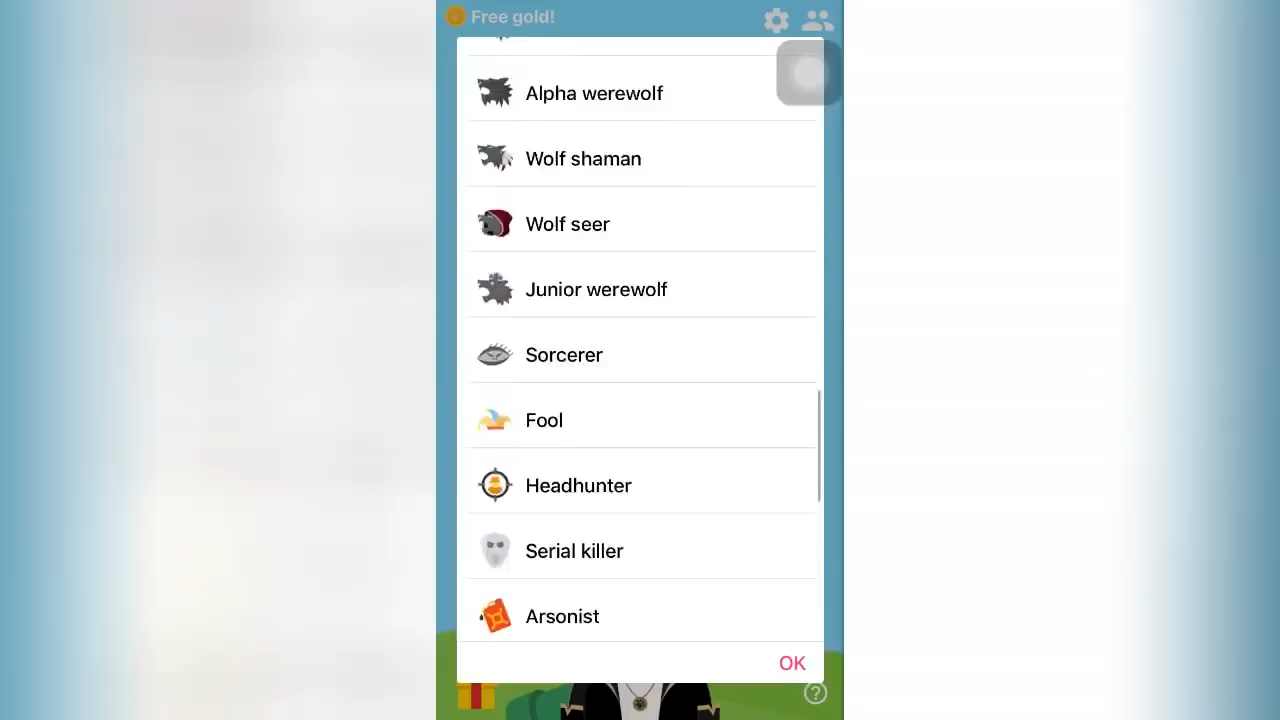 Free gold!
Alpha werewolf
Wolf shaman
Wolf seer
Junior werewolf
Sorcerer
Fool
Headhunter
Serial killer
Arsonist
OK